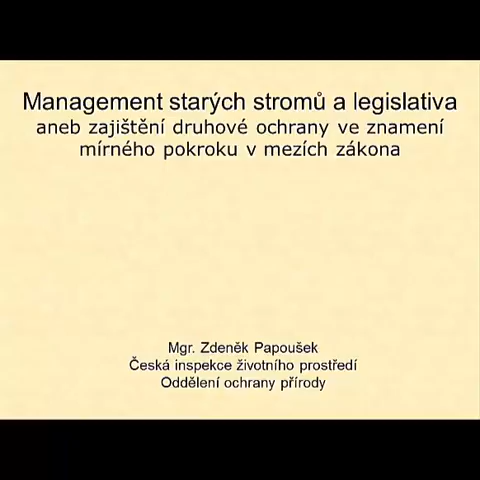 Management starých stromů a legislativa
aneb zajištění druhové ochrany ve znamení
mírného pokroku v mezích zákona
Mgr. Zdeněk Papoušek
Česká inspekce životního prostředí
Oddělení ochrany přírody